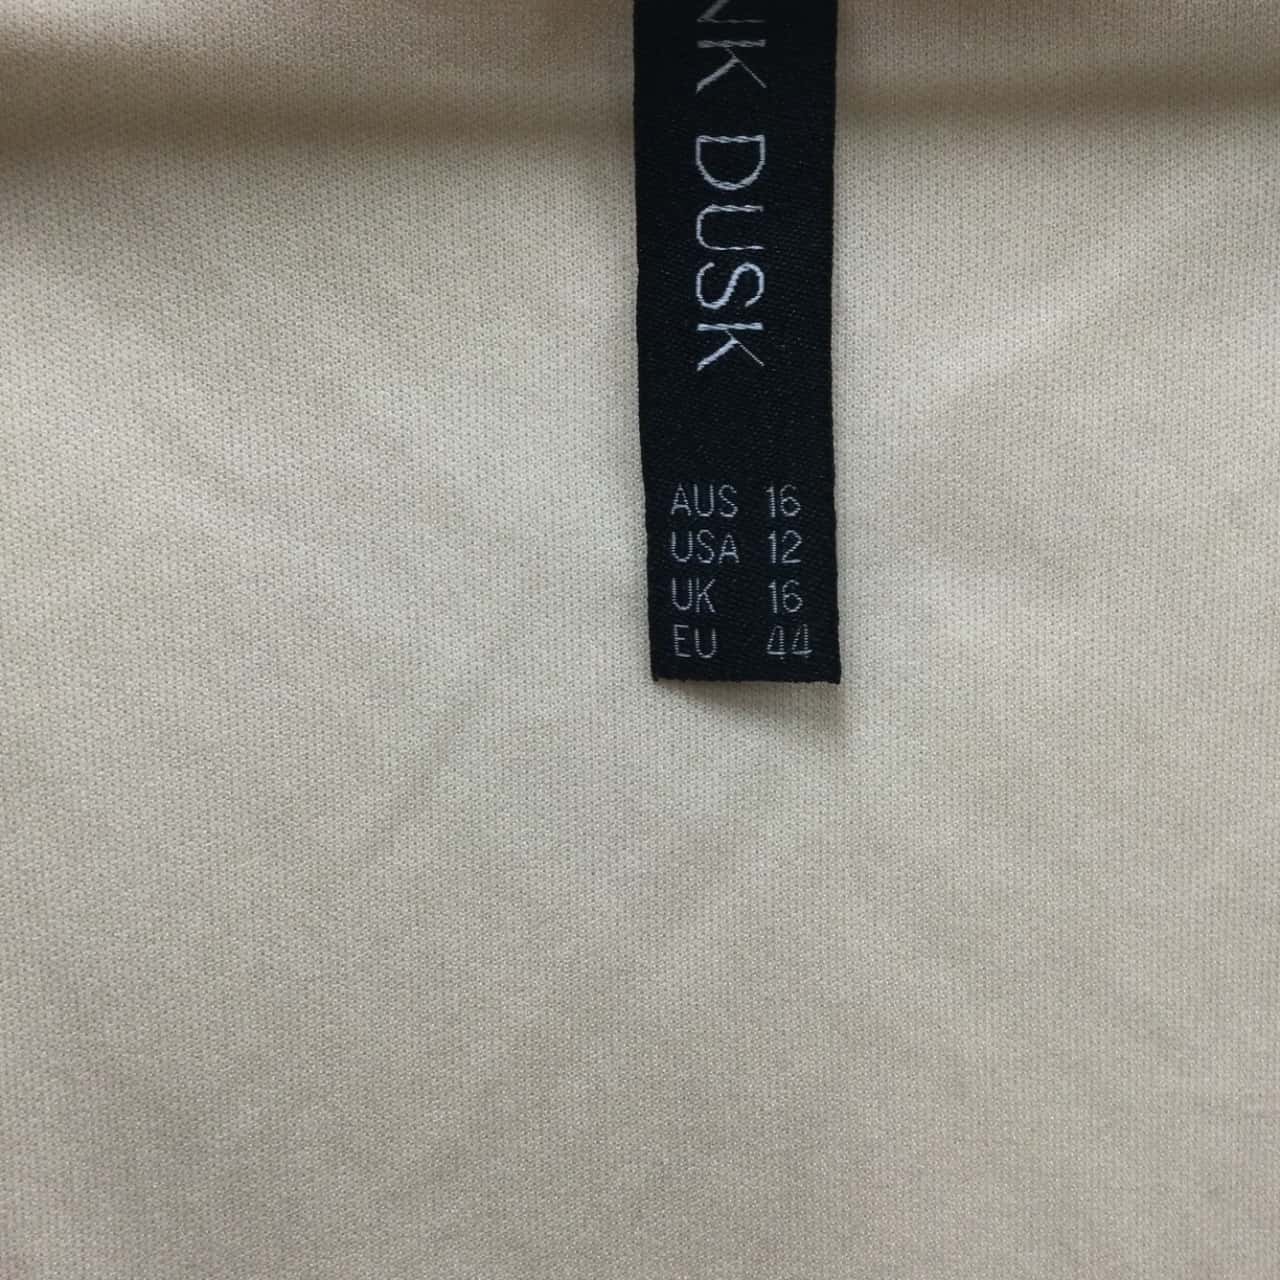 NK DUSK
AUS 16
USA 12
UK 16
EU 44